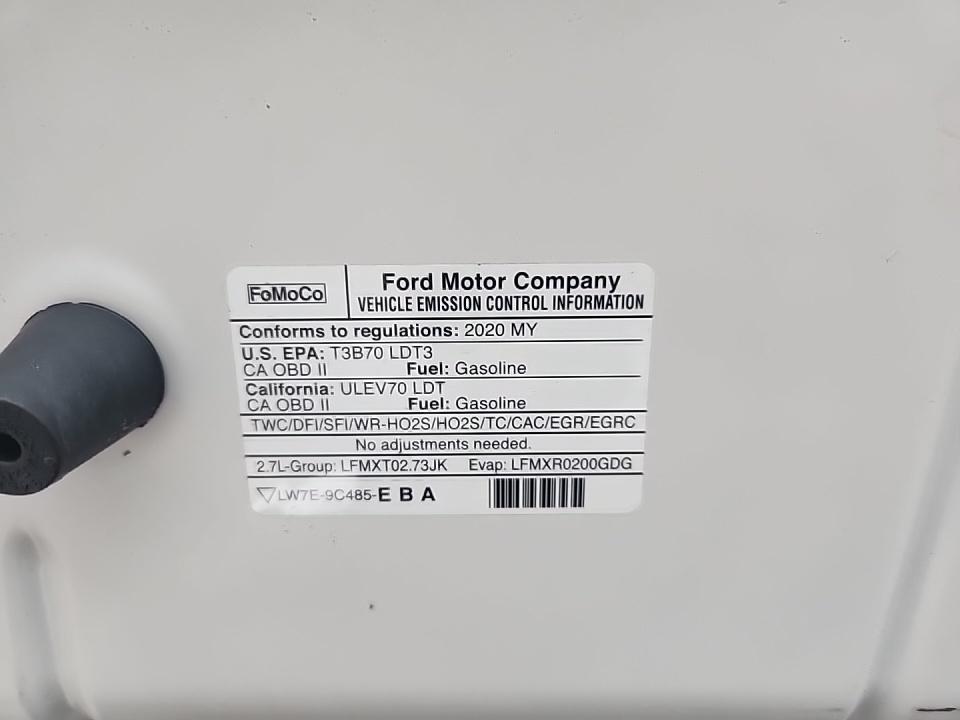 FoMoCo
Ford Motor Company
VEHICLE EMISSION CONTROL INFORMATION
Conforms to regulations: 2020 MY
U.S. EPA: T3B70 LDT3
CA OBD II Fuel: Gasoline
California: ULEV70 LDT
CA OBD II Fuel: Gasoline
TWC/DFI/SFI/WR-HO2S/HO2S/TC/CAC/EGR/EGRC
No adjustments needed.
2.7L-Group: LFMXT02.73JK Evap: LFMXR0200GDG
LW7E-9C485-E B A